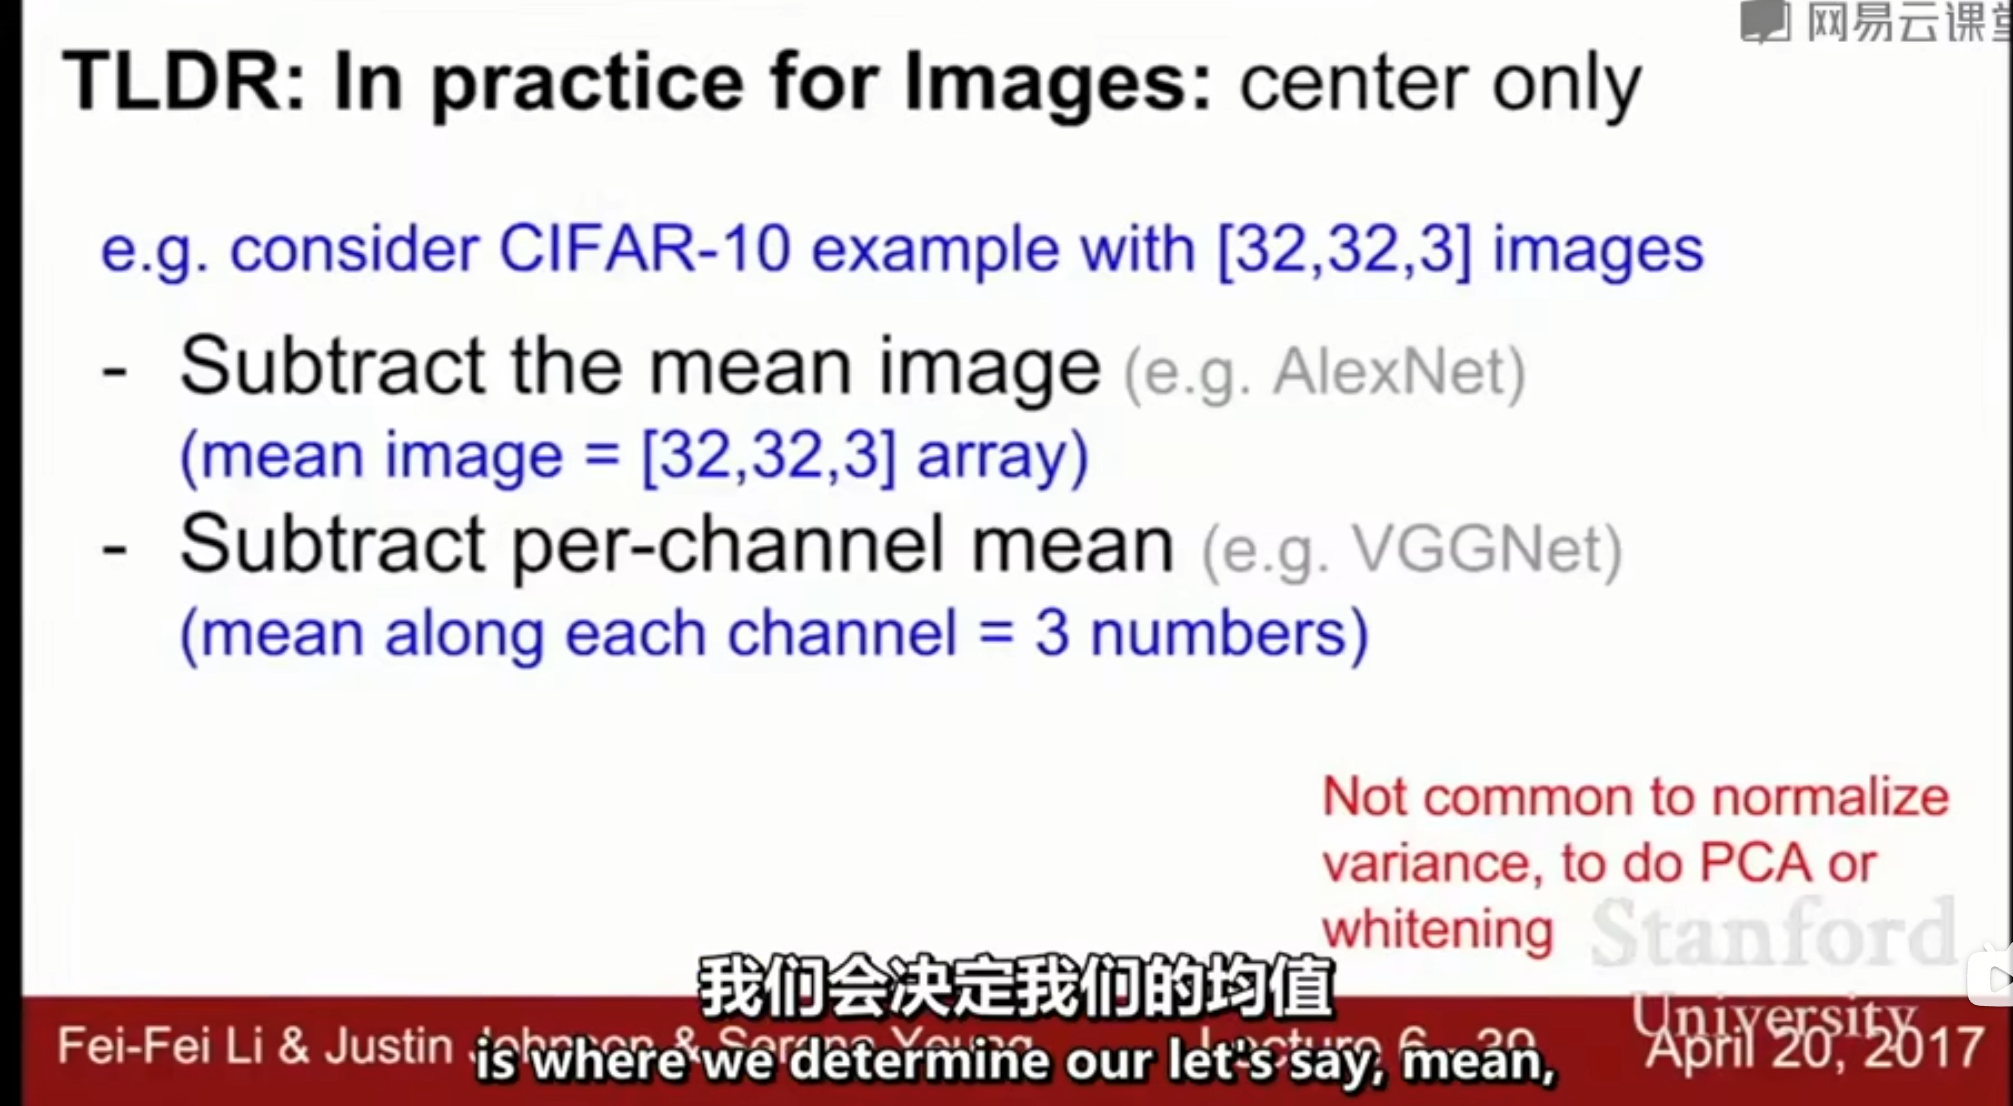 网易云课堂
TLDR: In practice for Images: center only
e.g. consider CIFAR-10 example with [32,32,3] images
- Subtract the mean image (e.g. AlexNet)
(mean image = [32,32,3] array)
- Subtract per-channel mean (e.g. VGGNet)
(mean along each channel = 3 numbers)
Not common to normalize
variance, to do PCA or
whitening
Stanford
University
我们会决定我们的均值
is where we determine our let's say, mean,
Fei-Fei Li & Justin Johnson & Serena Yeung Lecture 6 - 39 April 20, 2017